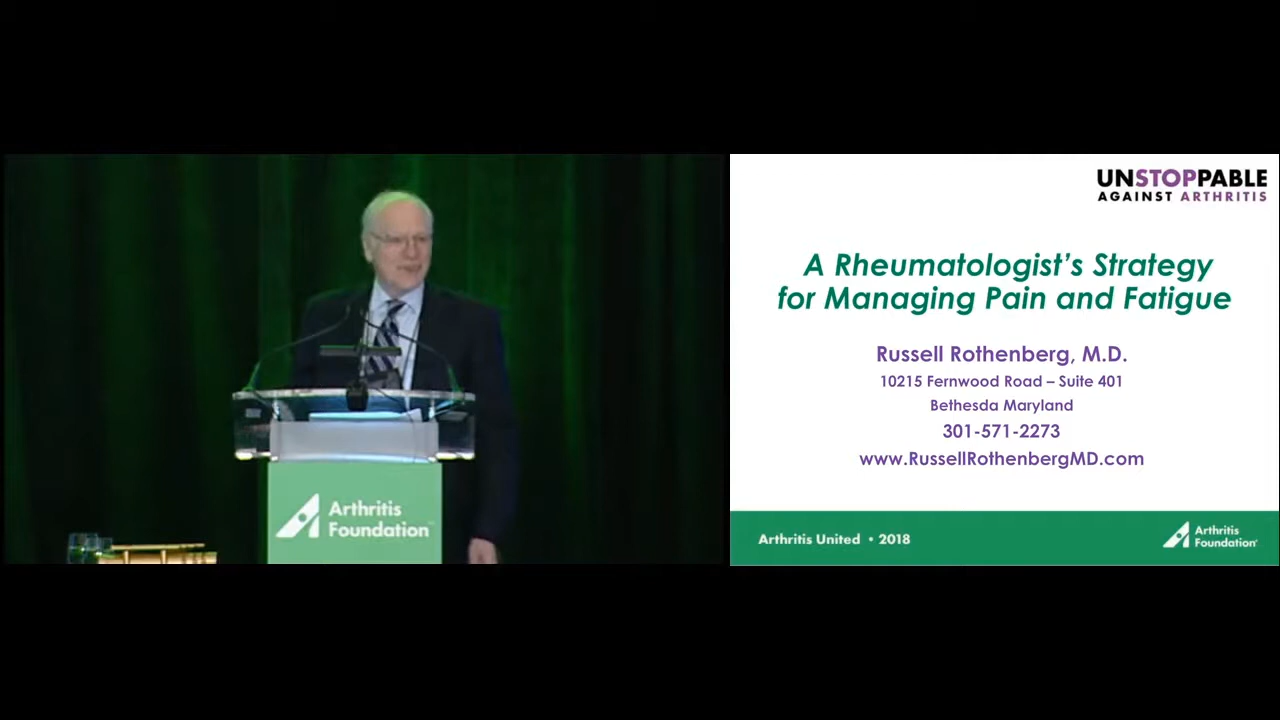 Arthritis
Foundation
UNSTOPPABLE
AGAINST ARTHRITIS
A Rheumatologist's Strategy
for Managing Pain and Fatigue
Russell Rothenberg, M.D.
10215 Fernwood Road – Suite 401
Bethesda Maryland
301-571-2273
www.RussellRothenbergMD.com
Arthritis United • 2018
Arthritis
Foundation